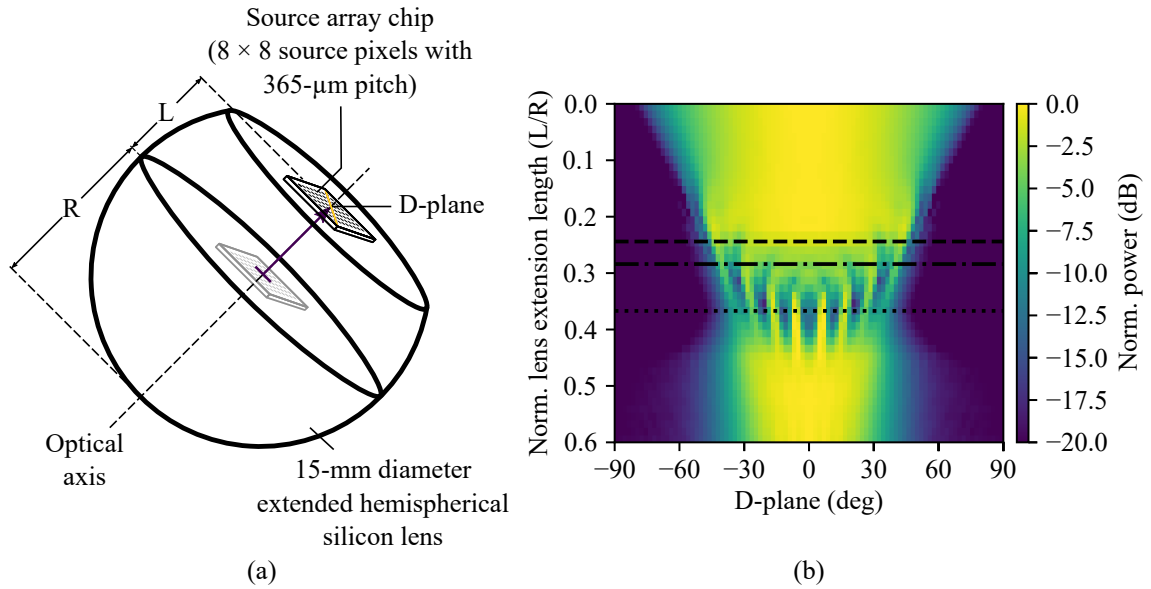 Source array chip
(8 × 8 source pixels with
365-μm pitch)
L
R
D-plane
Optical
axis
15-mm diameter
extended hemispherical
silicon lens
(a)
Norm. lens extension length (L/R)
0.0
0.1
0.2
0.3
0.4
0.5
0.6
−90
−60
−30
0
30
60
90
D-plane (deg)
0.0
−2.5
−5.0
−7.5
−10.0
−12.5
−15.0
−17.5
−20.0
Norm. power (dB)
(b)